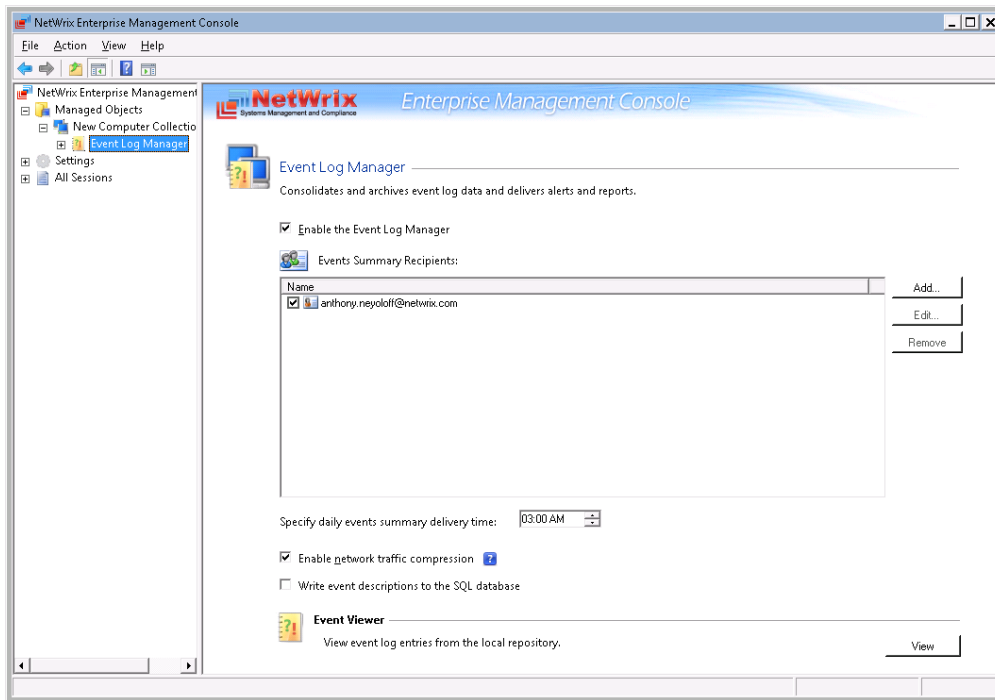 NetWrix Enterprise Management Console
File Action View Help
NetWrix Enterprise Management
Managed Objects
New Computer Collectio
Event Log Manager
Settings
All Sessions
NetWrix
Systems Management and Compliance
Enterprise Management Console
Event Log Manager
Consolidates and archives event log data and delivers alerts and reports.
Enable the Event Log Manager
Events Summary Recipients:
Name
anthony.neyoloff@netwrix.com
Add...
Edit...
Remove
Specify daily events summary delivery time: 03:00 AM
Enable network traffic compression ?
Write event descriptions to the SQL database
Event Viewer
View event log entries from the local repository.
View